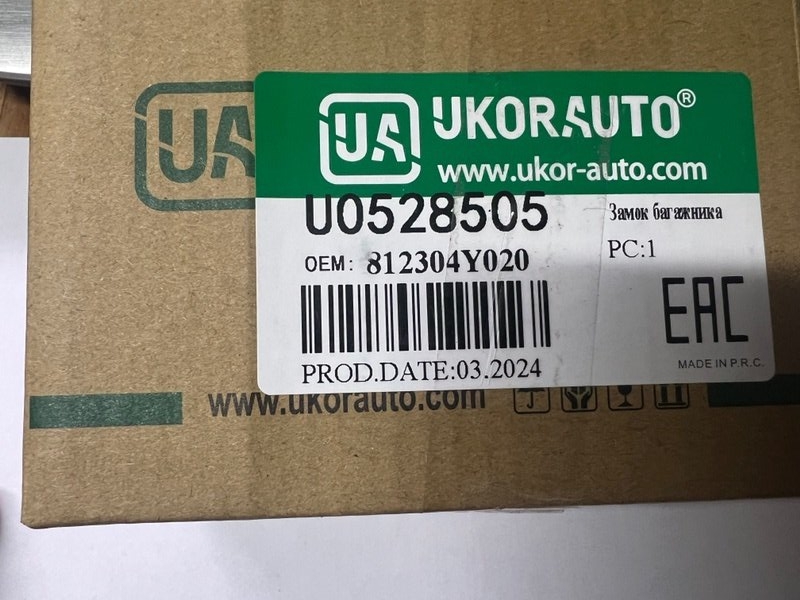 UA
UA UKORAUTO®
www.ukor-auto.com
U0528505
Замок багажника
OEM: 812304Y020
PC:1
EAC
PROD.DATE:03.2024
MADE IN P.R.C.
www.ukorauto.com